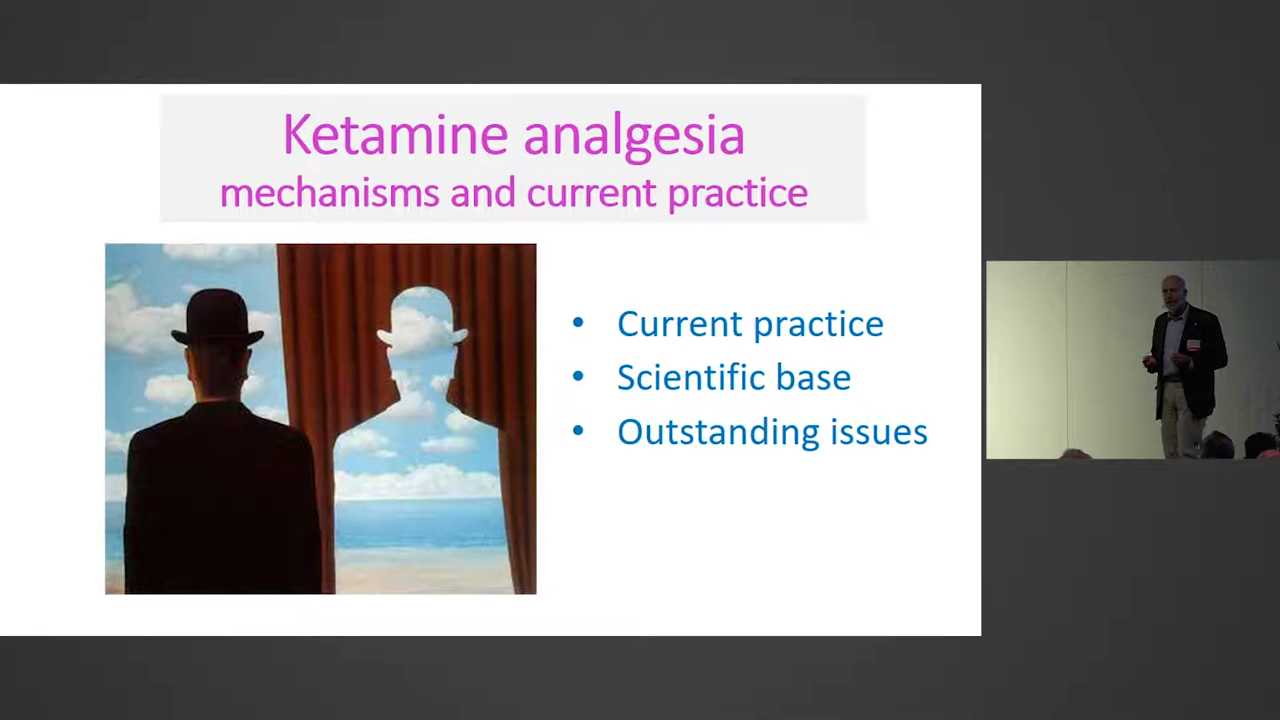 Ketamine analgesia
mechanisms and current practice
• Current practice
• Scientific base
• Outstanding issues